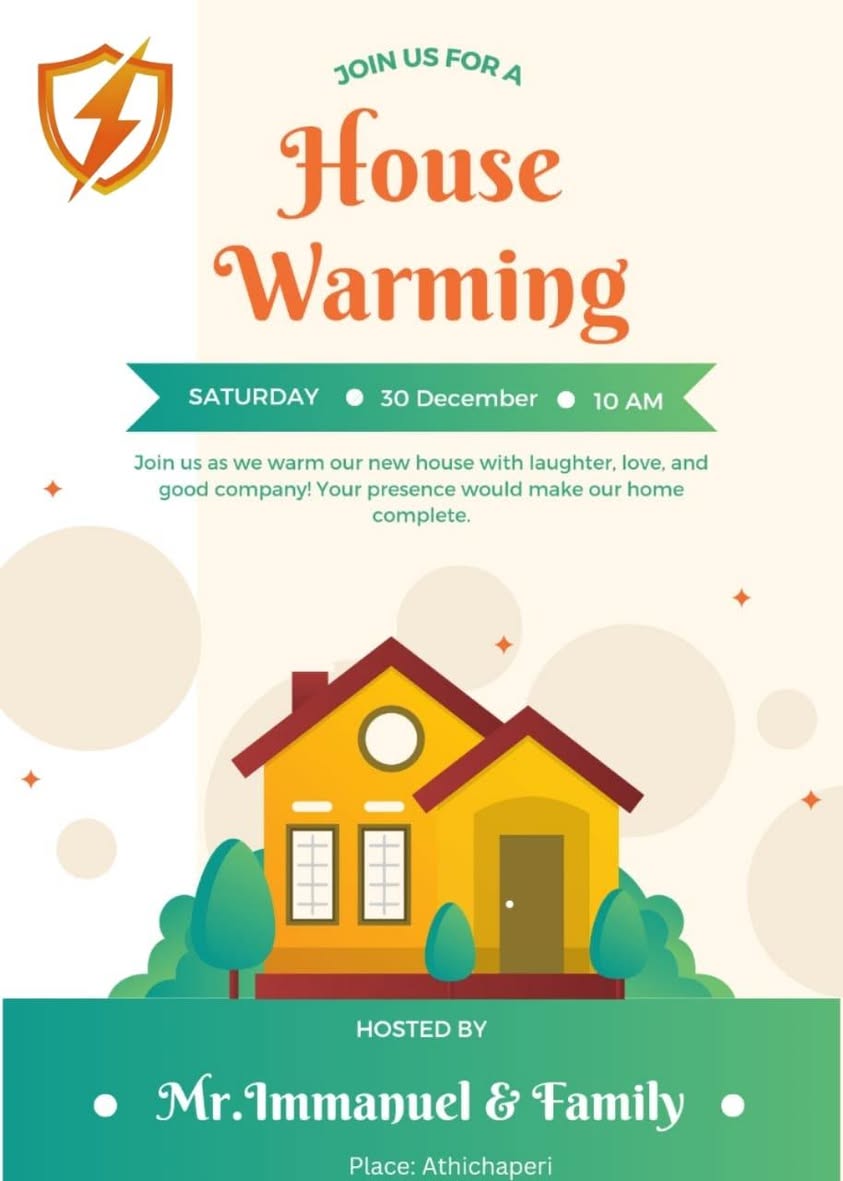 JOIN US FOR A
House
Warming
SATURDAY ● 30 December ● 10 AM
Join us as we warm our new house with laughter, love, and
good company! Your presence would make our home
complete.
HOSTED BY
Mr.Immanuel & Family
Place: Athichaperi